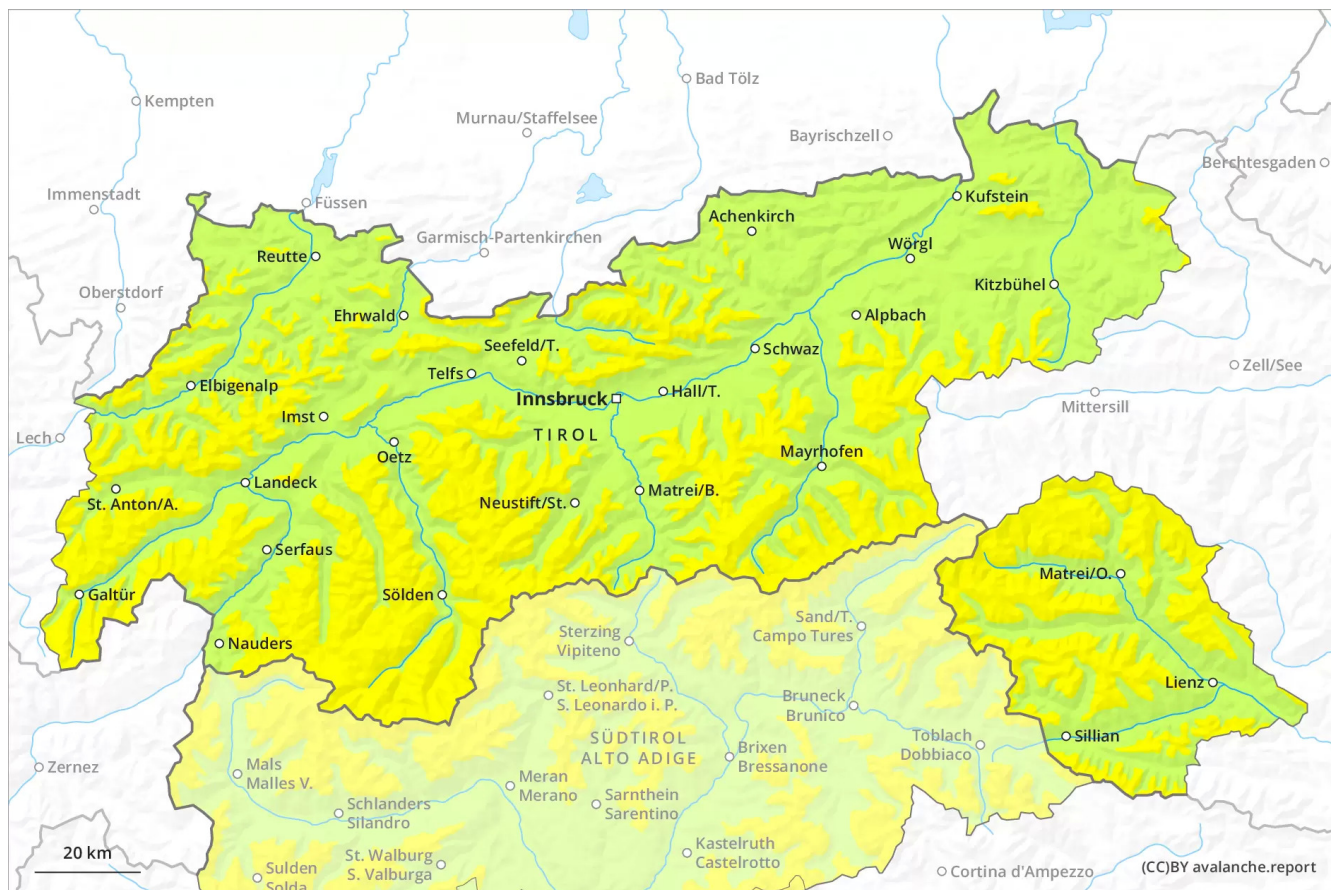 Bad Tölz
Kempten
Murnau/Staffelsee
Bayrischzell
Berchtesgaden
Immenstadt
Füssen
Kufstein
Achenkirch
Garmisch-Partenkirchen
Wörgl
Reutte
Kitzbühel
Oberstdorf
Ehrwald
Alpbach
Seefeld/T.
Schwaz
Zell/See
Telfs
Elbigenalp
Innsbruck
Hall/T.
Mittersill
Imst
Lech
TIROL
Oetz
Mayrhofen
Landeck
St. Anton/A.
Neustift/St.
Matrei/B.
Serfaus
Matrei/O.
Galtür
Sölden
Sand/T.
Campo Tures
Sterzing
Vipiteno
Nauders
Lienz
St. Leonhard/P.
S. Leonardo i. P.
Bruneck
Brunico
Sillian
SÜDTIROL
ALTO ADIGE
Toblach
Dobbiaco
Brixen
Bressanone
Zernez
Mals
Malles V.
Meran
Merano
Sarnthein
Sarentino
Schlanders
Silandro
Kastelruth
Castelrotto
20 km
St. Walburg
S. Valburga
Sulden
Solda
Cortina d'Ampezzo
(CC)BY avalanche.report